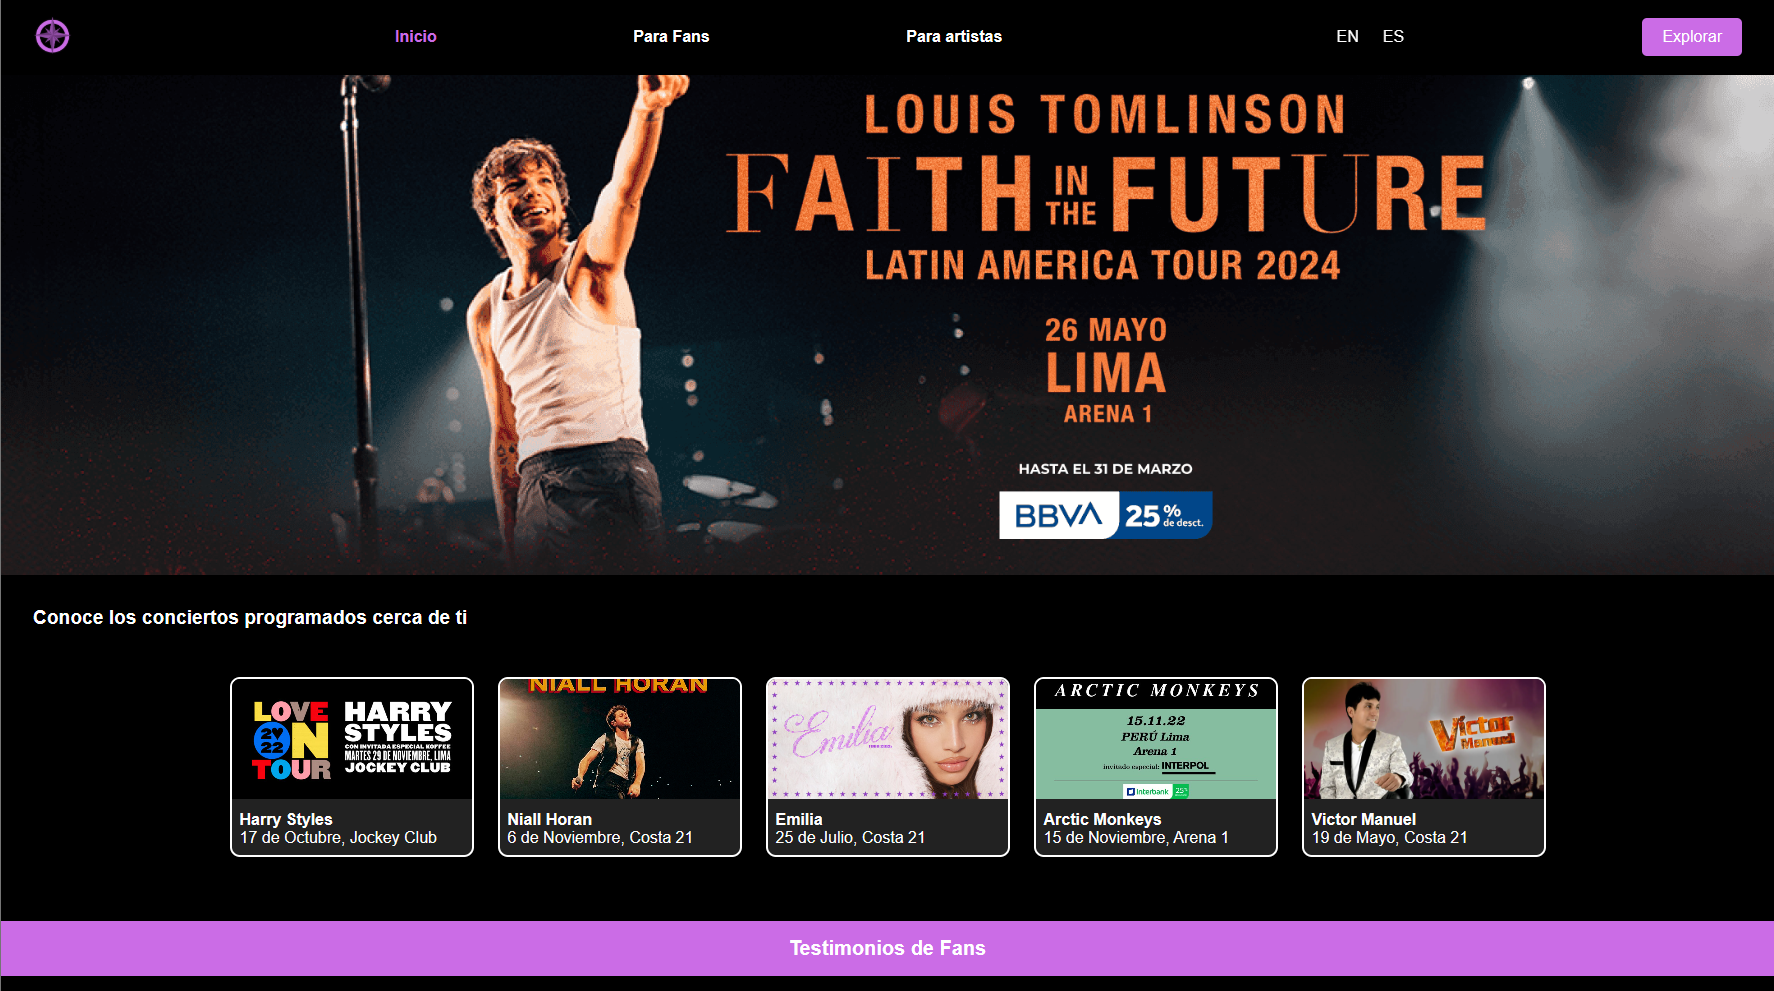 Inicio
Para Fans
Para artistas
EN
ES
Explorar
LOUIS TOMLINSON
FAITH IN THE FUTURE
LATIN AMERICA TOUR 2024
26 MAYO
LIMA
ARENA 1
HASTA EL 31 DE MARZO
BBVA 25% de desct.
Conoce los conciertos programados cerca de ti
LOVE ON TOUR 2022
HARRY STYLES
CON INVITADA ESPECIAL KOFFEE
MARTES 29 DE NOVIEMBRE, LIMA
JOCKEY CLUB
Harry Styles
17 de Octubre, Jockey Club
NIALL HORAN
Niall Horan
6 de Noviembre, Costa 21
Emilia
Emilia
25 de Julio, Costa 21
ARCTIC MONKEYS
15.11.22
PERÚ Lima
Arena 1
invitado especial: INTERPOL
Interbank 25%
Arctic Monkeys
15 de Noviembre, Arena 1
Victor Manuel
Victor Manuel
19 de Mayo, Costa 21
Testimonios de Fans